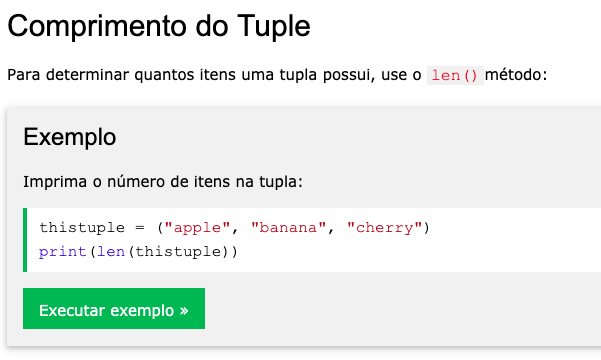 Comprimento do Tuple
Para determinar quantos itens uma tupla possui, use o len()método:
Exemplo
Imprima o número de itens na tupla:
thistuple = ("apple", "banana", "cherry")
print(len(thistuple))
Executar exemplo »